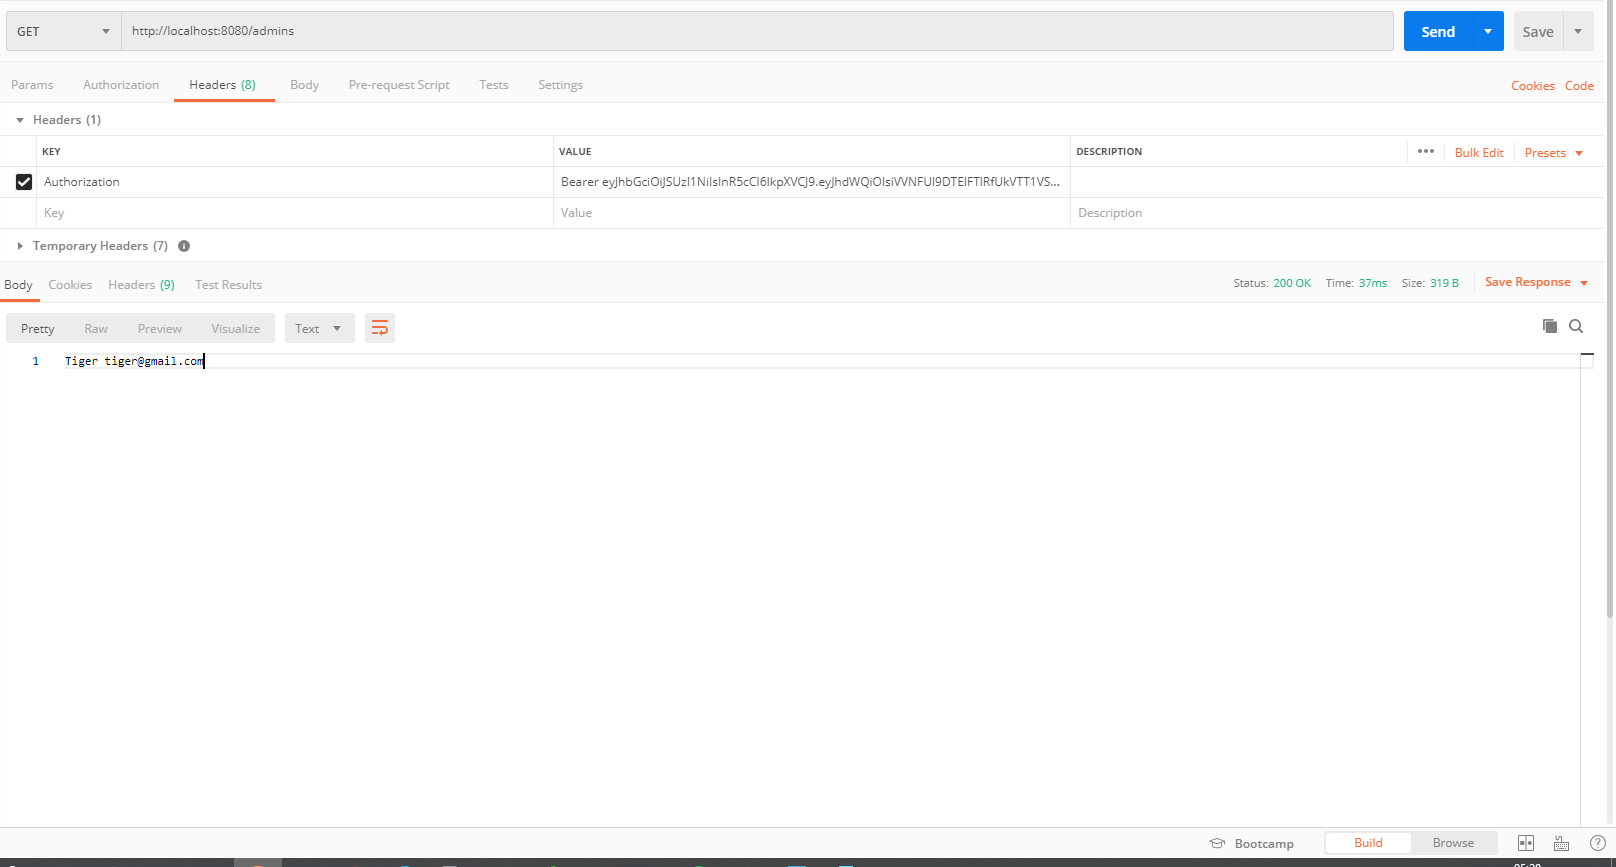 GET
http://localhost:8080/admins
Send
Save
Params Authorization Headers (8) Body Pre-request Script Tests Settings
Cookies Code
Headers (1)
KEY VALUE DESCRIPTION
Bulk Edit Presets
Authorization Bearer eyJhbGciOiJSUzI1NiIsInR5cCI6IkpXVCJ9.eyJhdWQiOlsiVVNFUl9DTElFTlRfUkVTT1VS...
Key Value Description
Temporary Headers (7)
Body Cookies Headers (9) Test Results
Status: 200 OK Time: 37ms Size: 319 B Save Response
Pretty Raw Preview Visualize Text
1 Tiger tiger@gmail.com
Bootcamp Build Browse